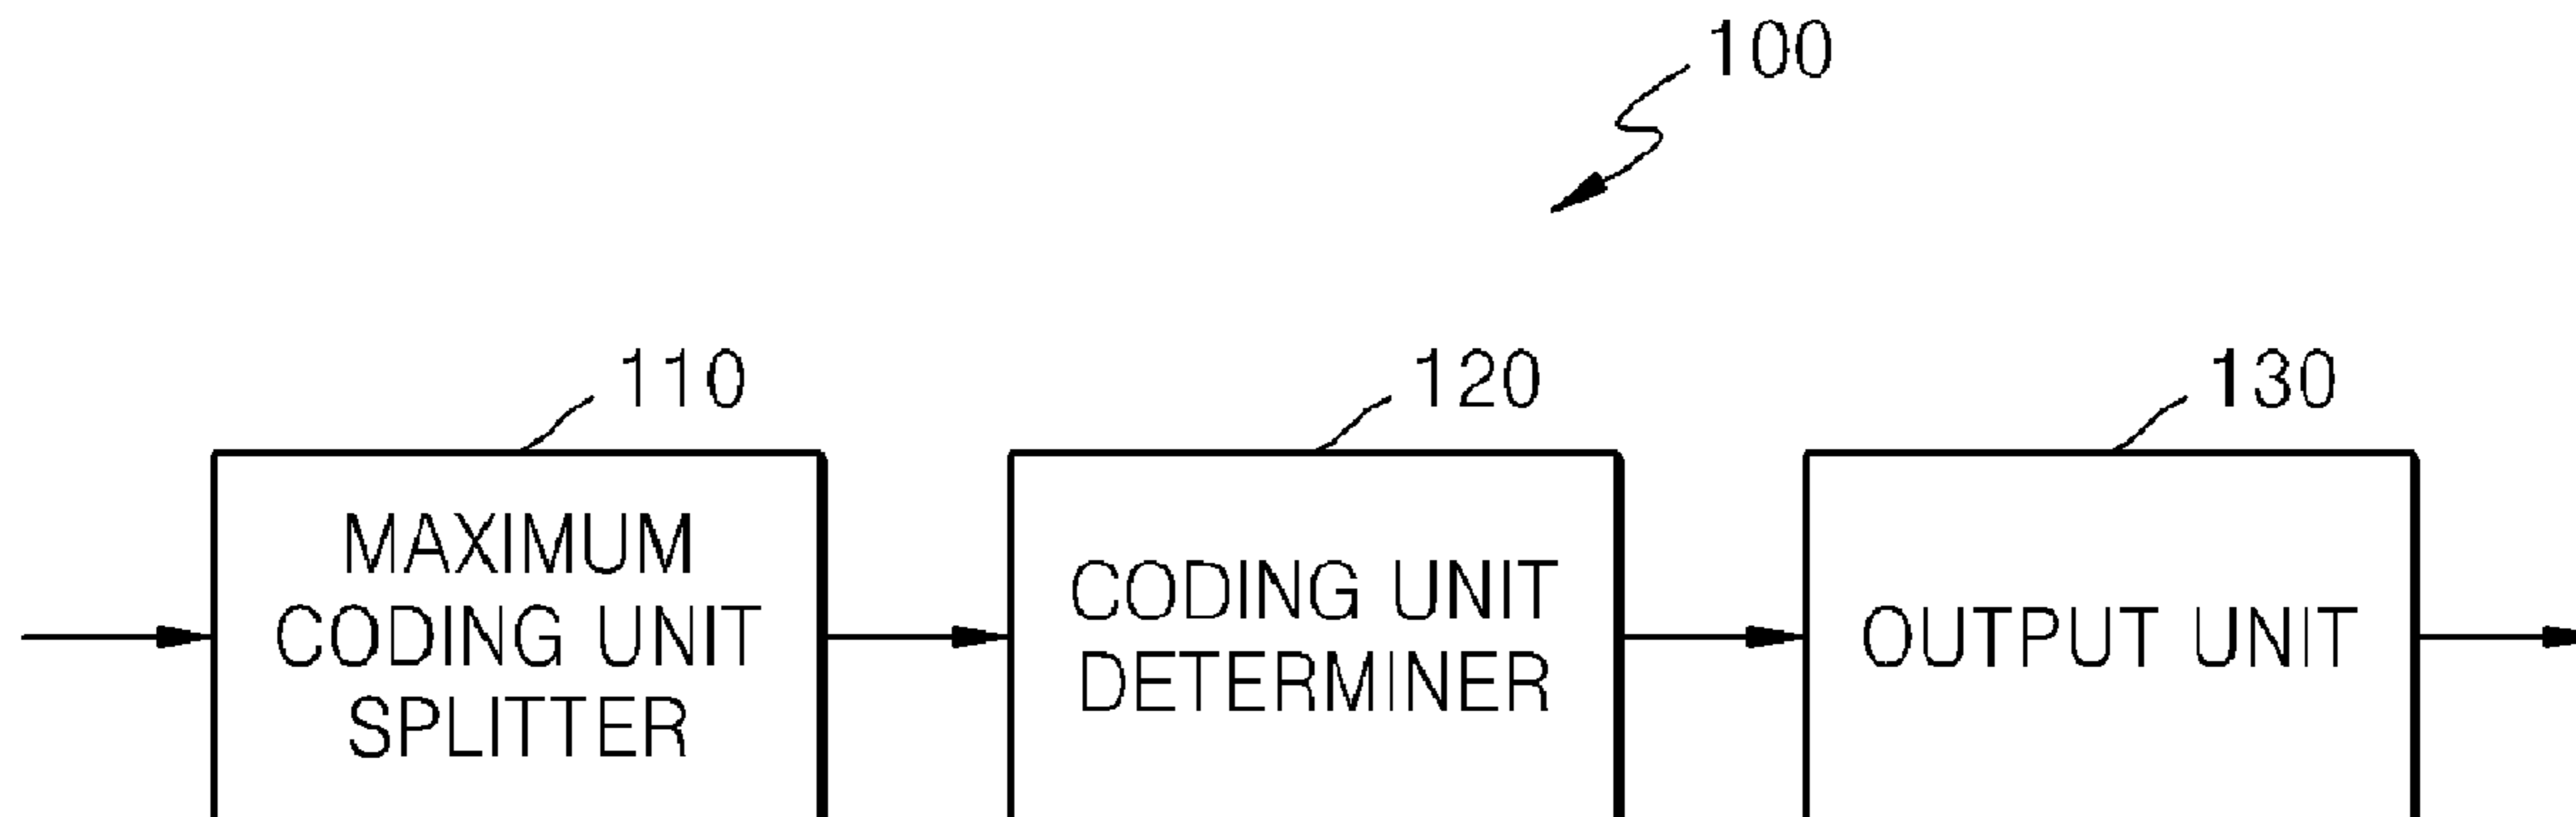 100
110
120
130
MAXIMUM
CODING UNIT
SPLITTER
CODING UNIT
DETERMINER
OUTPUT UNIT